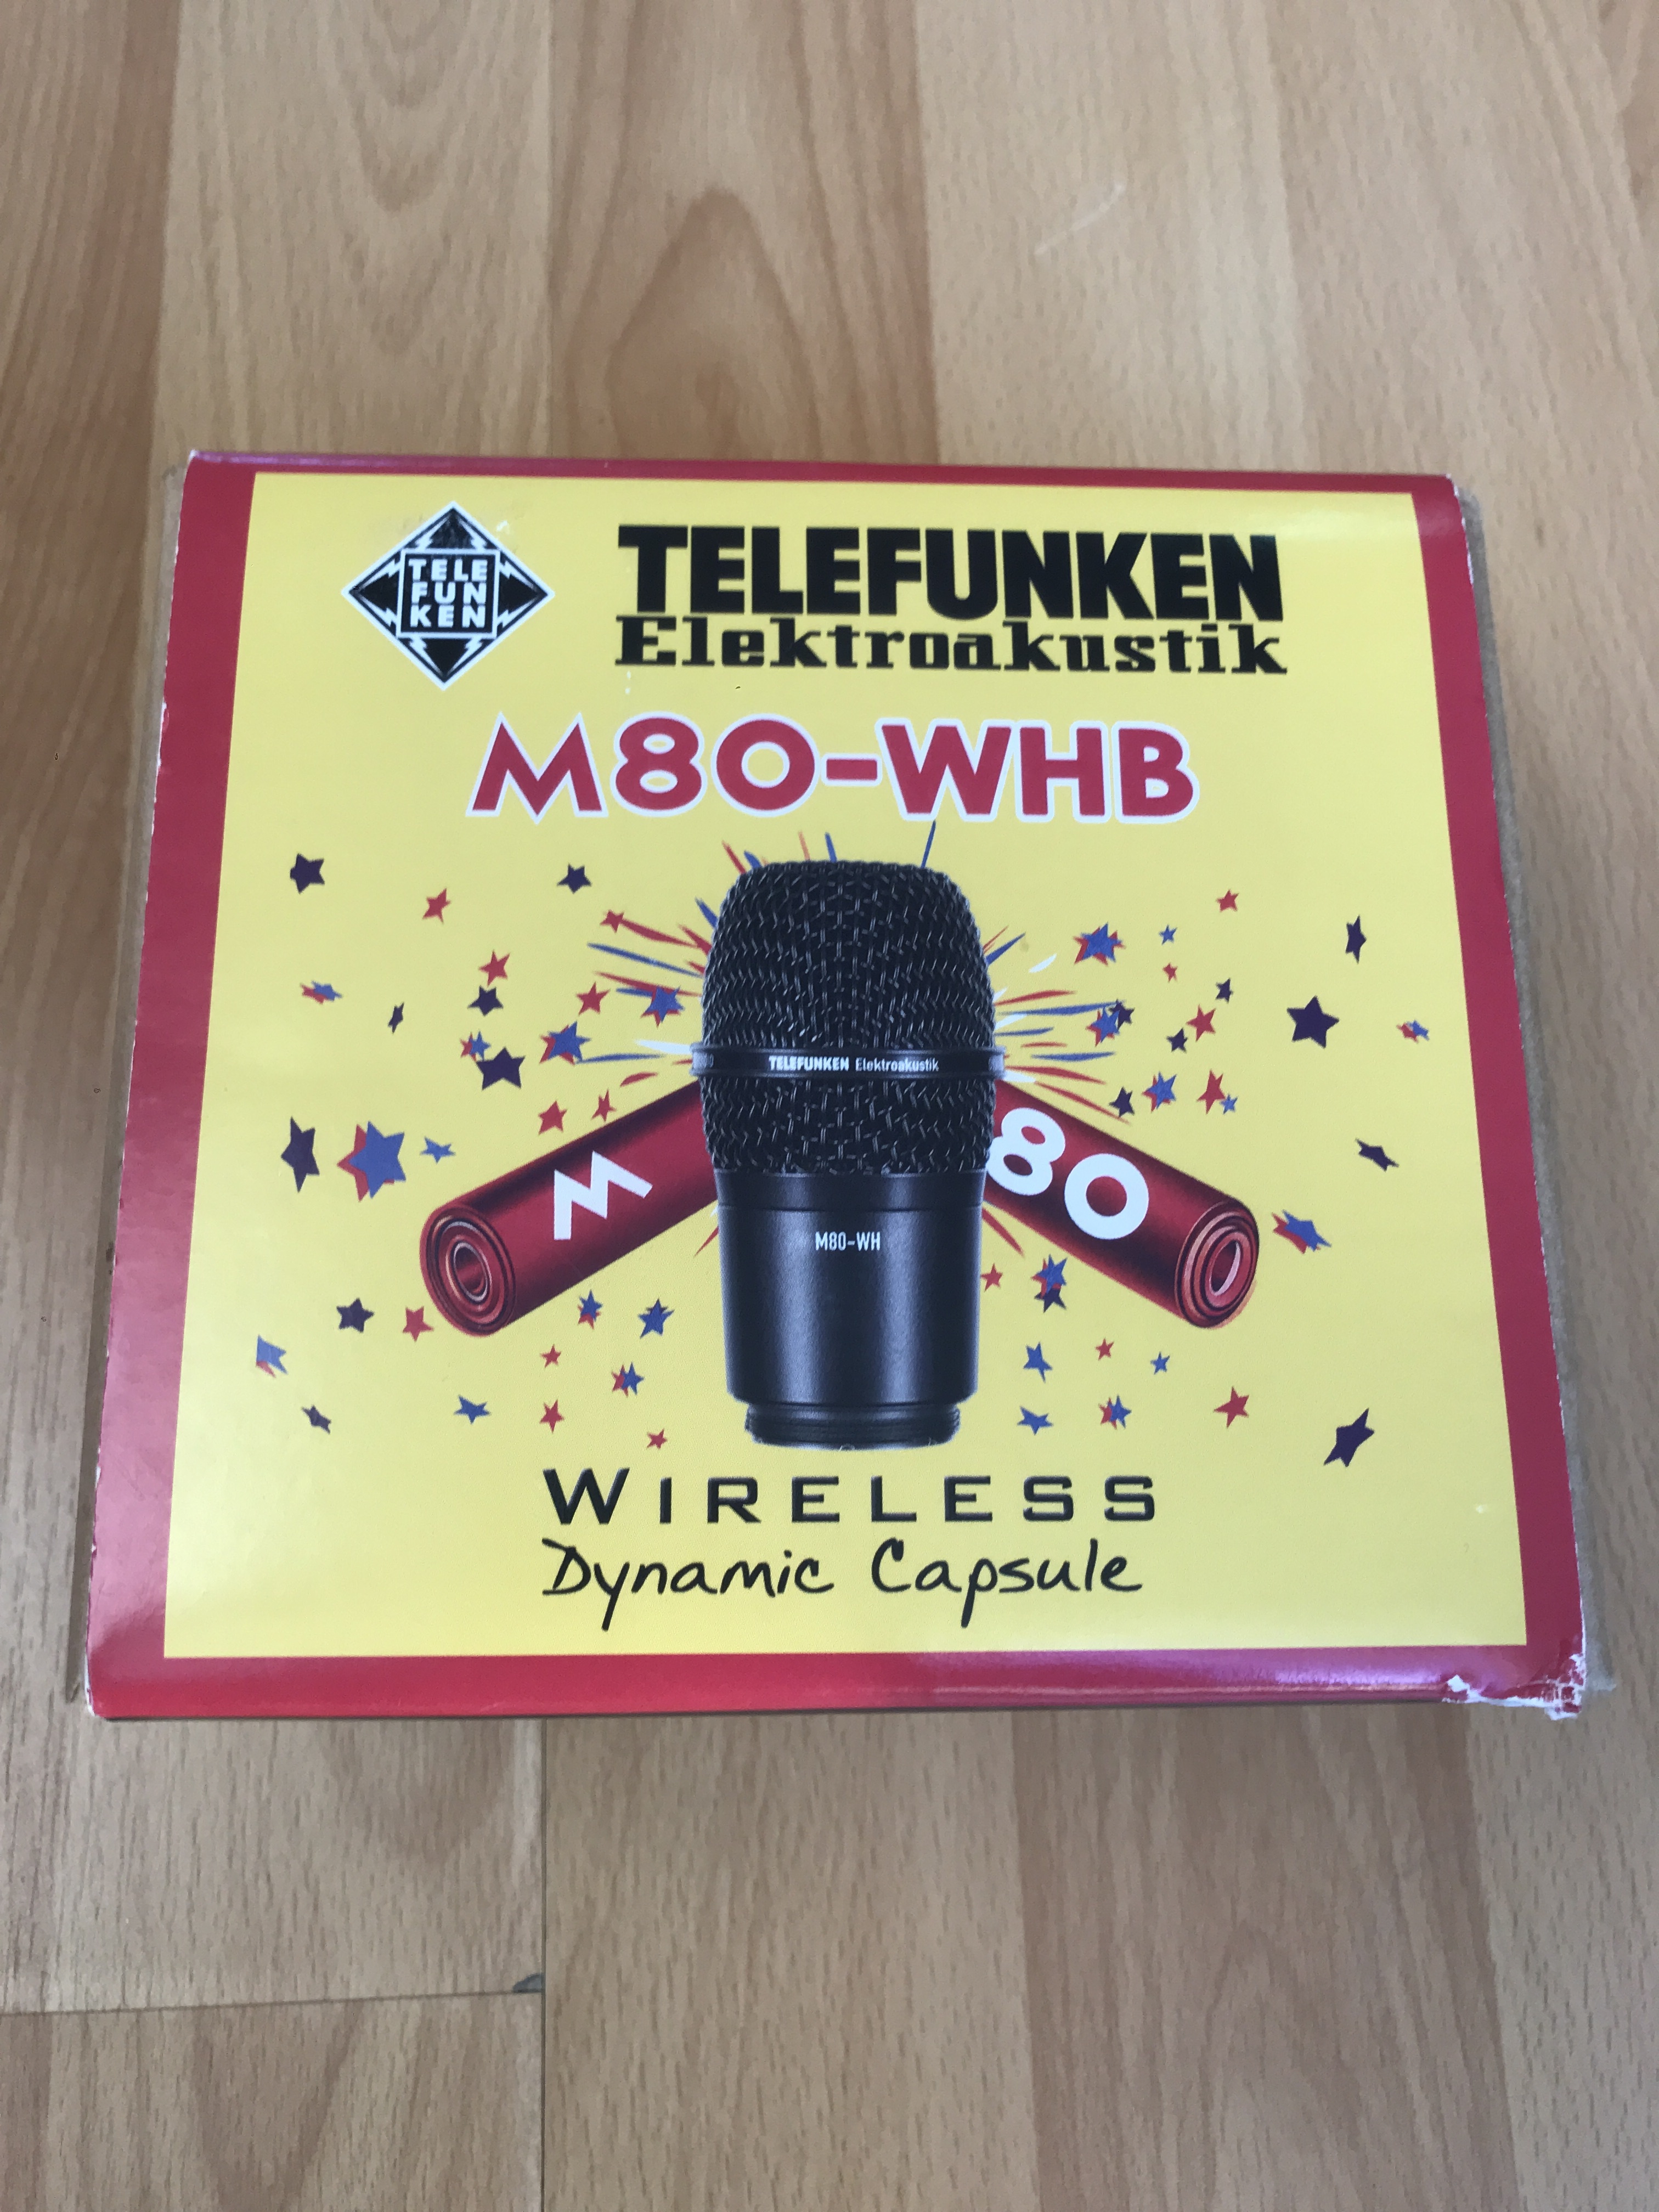 TELE
FUN
KEN
TELEFUNKEN
Elektroakustik
M80-WHB
TELEFUNKEN Elektroakustik
M 80
M80-WH
WIRELESS
Dynamic Capsule